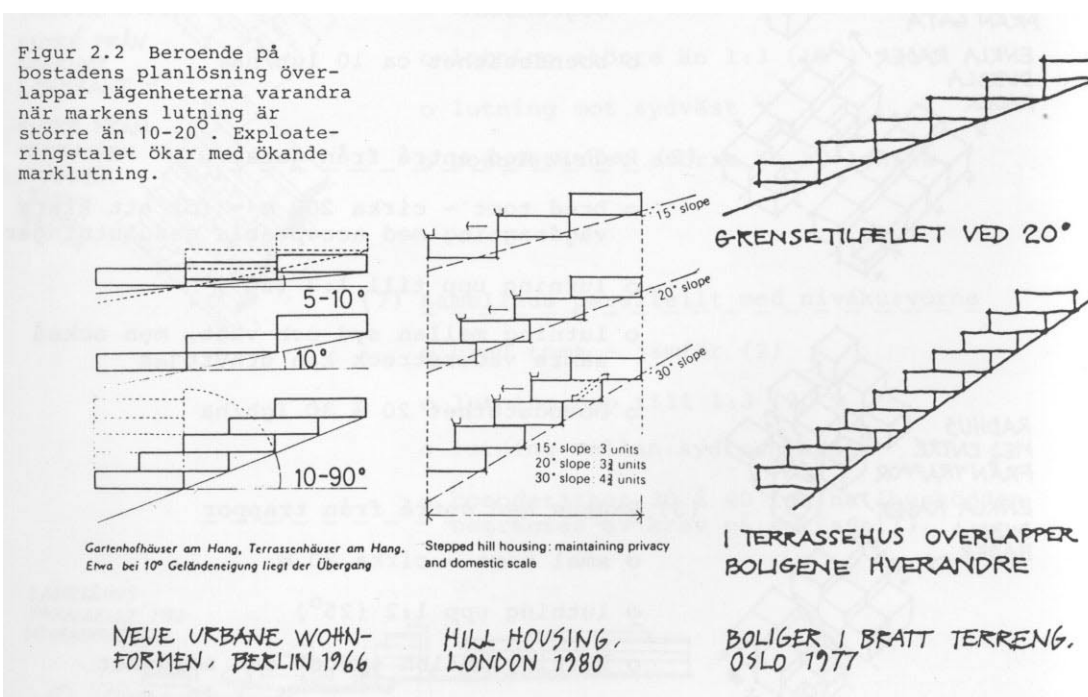 Figur 2.2 Beroende på
bostadens planlösning över-
lappar lägenheterna varandra
när markens lutning är
större än 10-20°. Exploate-
ringstalet ökar med ökande
marklutning.
5-10°
10°
10-90°
Gartenhofhäuser am Hang, Terrassenhäuser am Hang.
Etwa bei 10° Geländeneigung liegt der Übergang
NEUE URBANE WOHN-
FORMEN. BERLIN 1966
15° slope
20° slope
30° slope
15° slope: 3 units
20° slope: 4¾ units
30° slope: 4¾ units
Stepped hill housing: maintaining privacy
and domestic scale
HILL HOUSING.
LONDON 1980
GRENSETILFELLET VED 20°
I TERRASSEHUS OVERLAPPER
BOLIGENE HVERANDRE
BOLIGER I BRATT TERRENG.
OSLO 1977